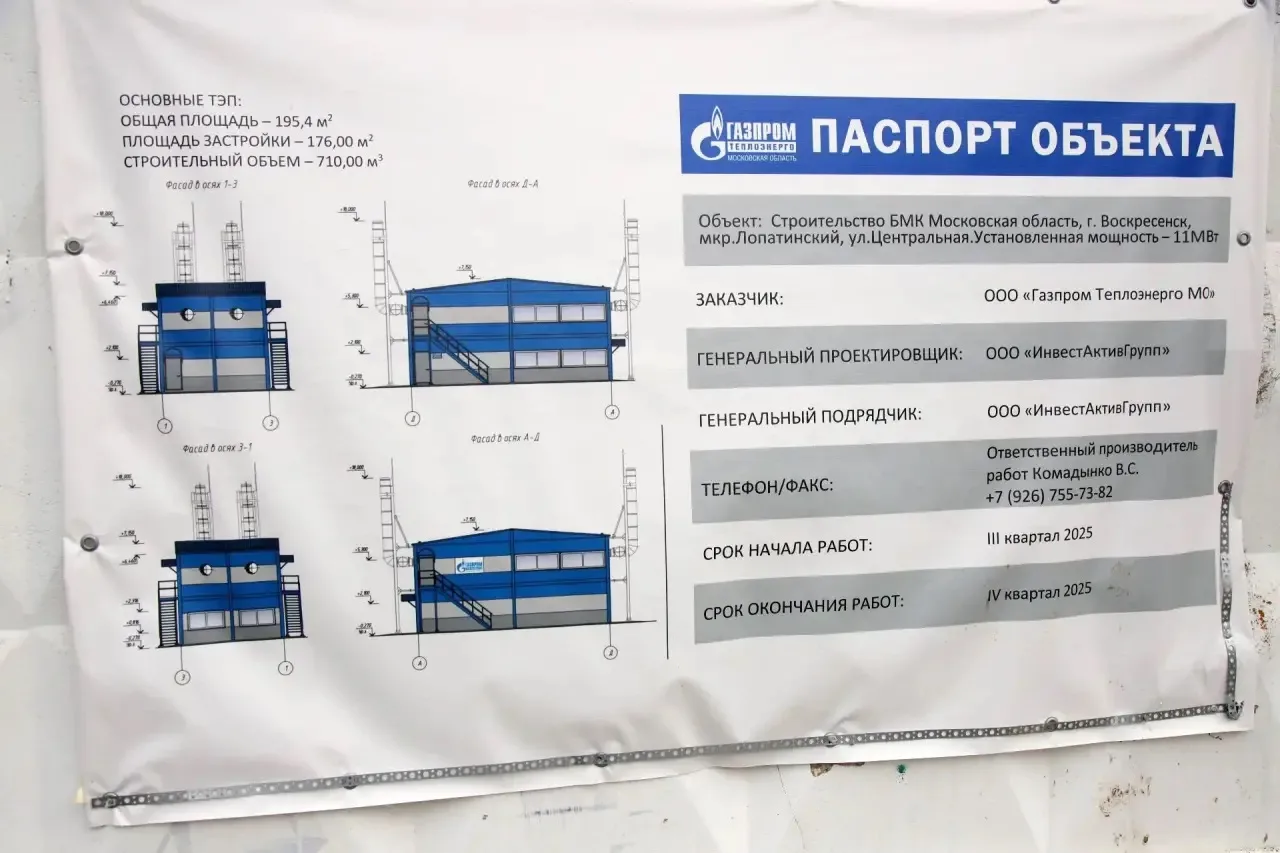 ОСНОВНЫЕ ТЭП:
ОБЩАЯ ПЛОЩАДЬ – 195,4 м²
ПЛОЩАДЬ ЗАСТРОЙКИ – 176,00 м²
СТРОИТЕЛЬНЫЙ ОБЪЕМ – 710,00 м³
Фасад в осях 1-3
Фасад в осях Д-А
1
3
Д
А
Фасад в осях 3-1
Фасад в осях А-Д
3
1
А
Д
ГАЗПРОМ
ТЕПЛОЭНЕРГО
МОСКОВСКАЯ ОБЛАСТЬ
ПАСПОРТ ОБЪЕКТА
Объект: Строительство БМК Московская область, г. Воскресенск,
мкр.Лопатинский, ул.Центральная.Установленная мощность – 11МВт
ЗАКАЗЧИК: ООО «Газпром Теплоэнерго МО»
ГЕНЕРАЛЬНЫЙ ПРОЕКТИРОВЩИК: ООО «ИнвестАктивГрупп»
ГЕНЕРАЛЬНЫЙ ПОДРЯДЧИК: ООО «ИнвестАктивГрупп»
ТЕЛЕФОН/ФАКС: Ответственный производитель
работ Комадынко В.С.
+7 (926) 755-73-82
СРОК НАЧАЛА РАБОТ: III квартал 2025
СРОК ОКОНЧАНИЯ РАБОТ: IV квартал 2025